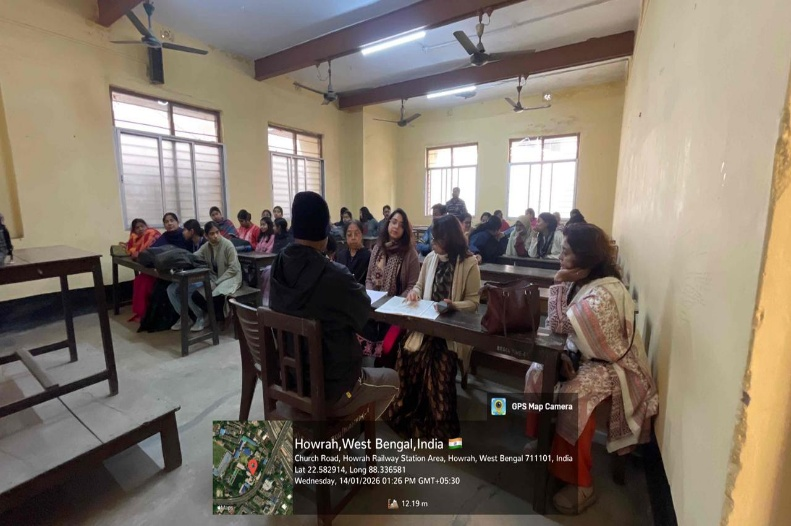 GPS Map Camera
Howrah,West Bengal,India 🇮🇳
Church Road, Howrah Railway Station Area, Howrah, West Bengal 711101, India
Lat 22.582914, Long 88.336581
Wednesday, 14/01/2026 01:26 PM GMT+05:30
12.19 m